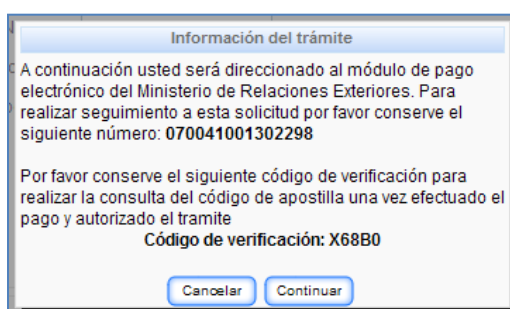 Información del trámite
A continuación usted será direccionado al módulo de pago
electrónico del Ministerio de Relaciones Exteriores. Para
realizar seguimiento a esta solicitud por favor conserve el
siguiente número: 070041001302298
Por favor conserve el siguiente código de verificación para
realizar la consulta del código de apostilla una vez efectuado el
pago y autorizado el tramite
Código de verificación: X68B0
Cancelar Continuar